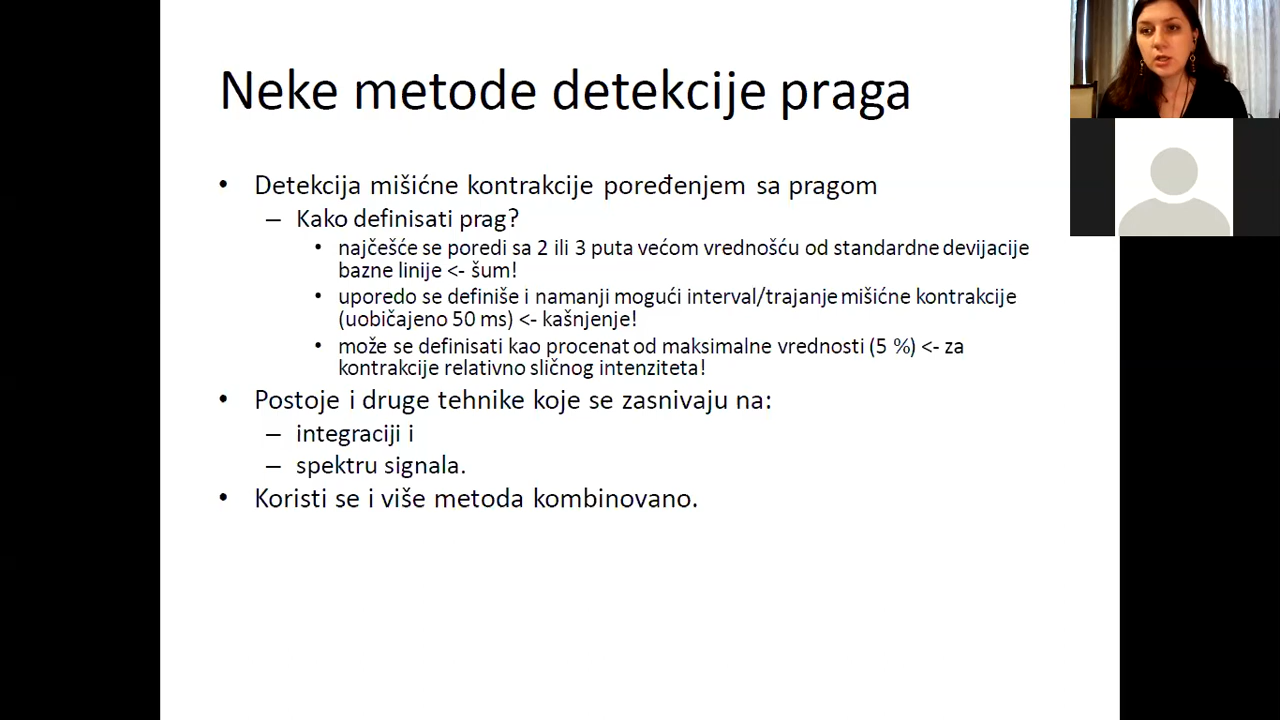 Neke metode detekcije praga
• Detekcija mišićne kontrakcije poređenjem sa pragom
– Kako definisati prag?
• najčešće se poredi sa 2 ili 3 puta većom vrednošću od standardne devijacije
bazne linije <- šum!
• uporedo se definiše i namanji mogući interval/trajanje mišićne kontrakcije
(uobičajeno 50 ms) <- kašnjenje!
• može se definisati kao procenat od maksimalne vrednosti (5 %) <- za
kontrakcije relativno sličnog intenziteta!
• Postoje i druge tehnike koje se zasnivaju na:
– integraciji i
– spektru signala.
• Koristi se i više metoda kombinovano.